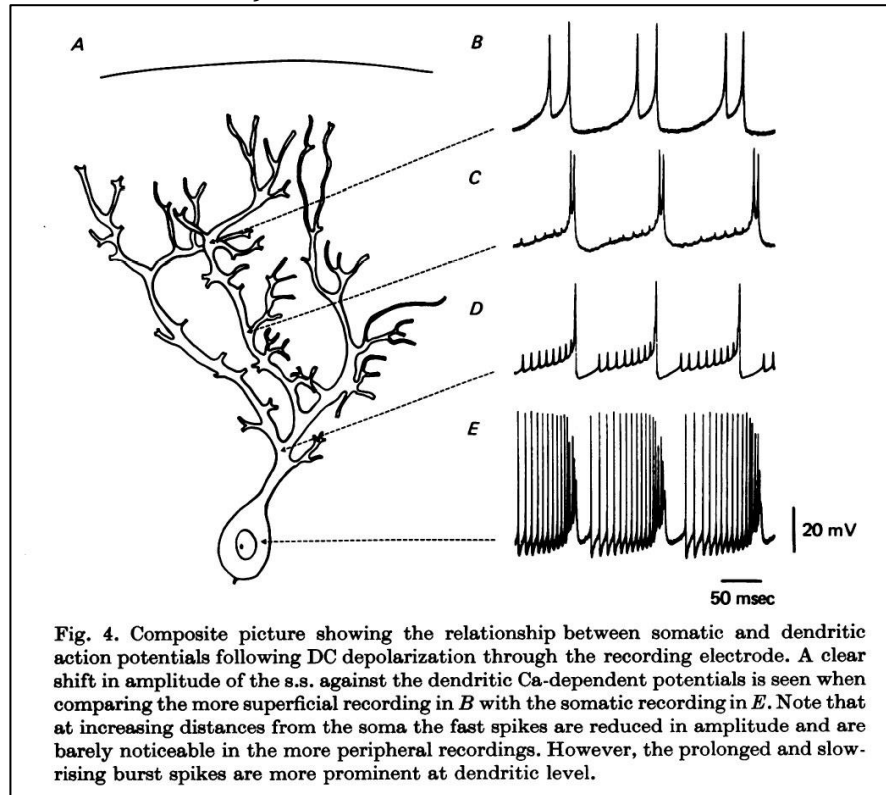 A
B
C
D
E
20 mV
50 msec
Fig. 4. Composite picture showing the relationship between somatic and dendritic
action potentials following DC depolarization through the recording electrode. A clear
shift in amplitude of the s.s. against the dendritic Ca-dependent potentials is seen when
comparing the more superficial recording in B with the somatic recording in E. Note that
at increasing distances from the soma the fast spikes are reduced in amplitude and are
barely noticeable in the more peripheral recordings. However, the prolonged and slow-
rising burst spikes are more prominent at dendritic level.